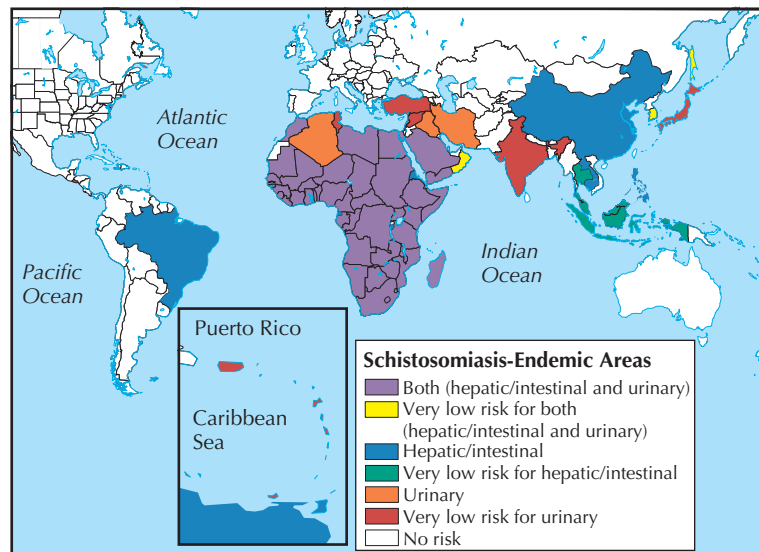 Atlantic
Ocean
Pacific
Ocean
Indian
Ocean
Puerto Rico
Caribbean
Sea
Schistosomiasis-Endemic Areas
Both (hepatic/intestinal and urinary)
Very low risk for both
(hepatic/intestinal and urinary)
Hepatic/intestinal
Very low risk for hepatic/intestinal
Urinary
Very low risk for urinary
No risk